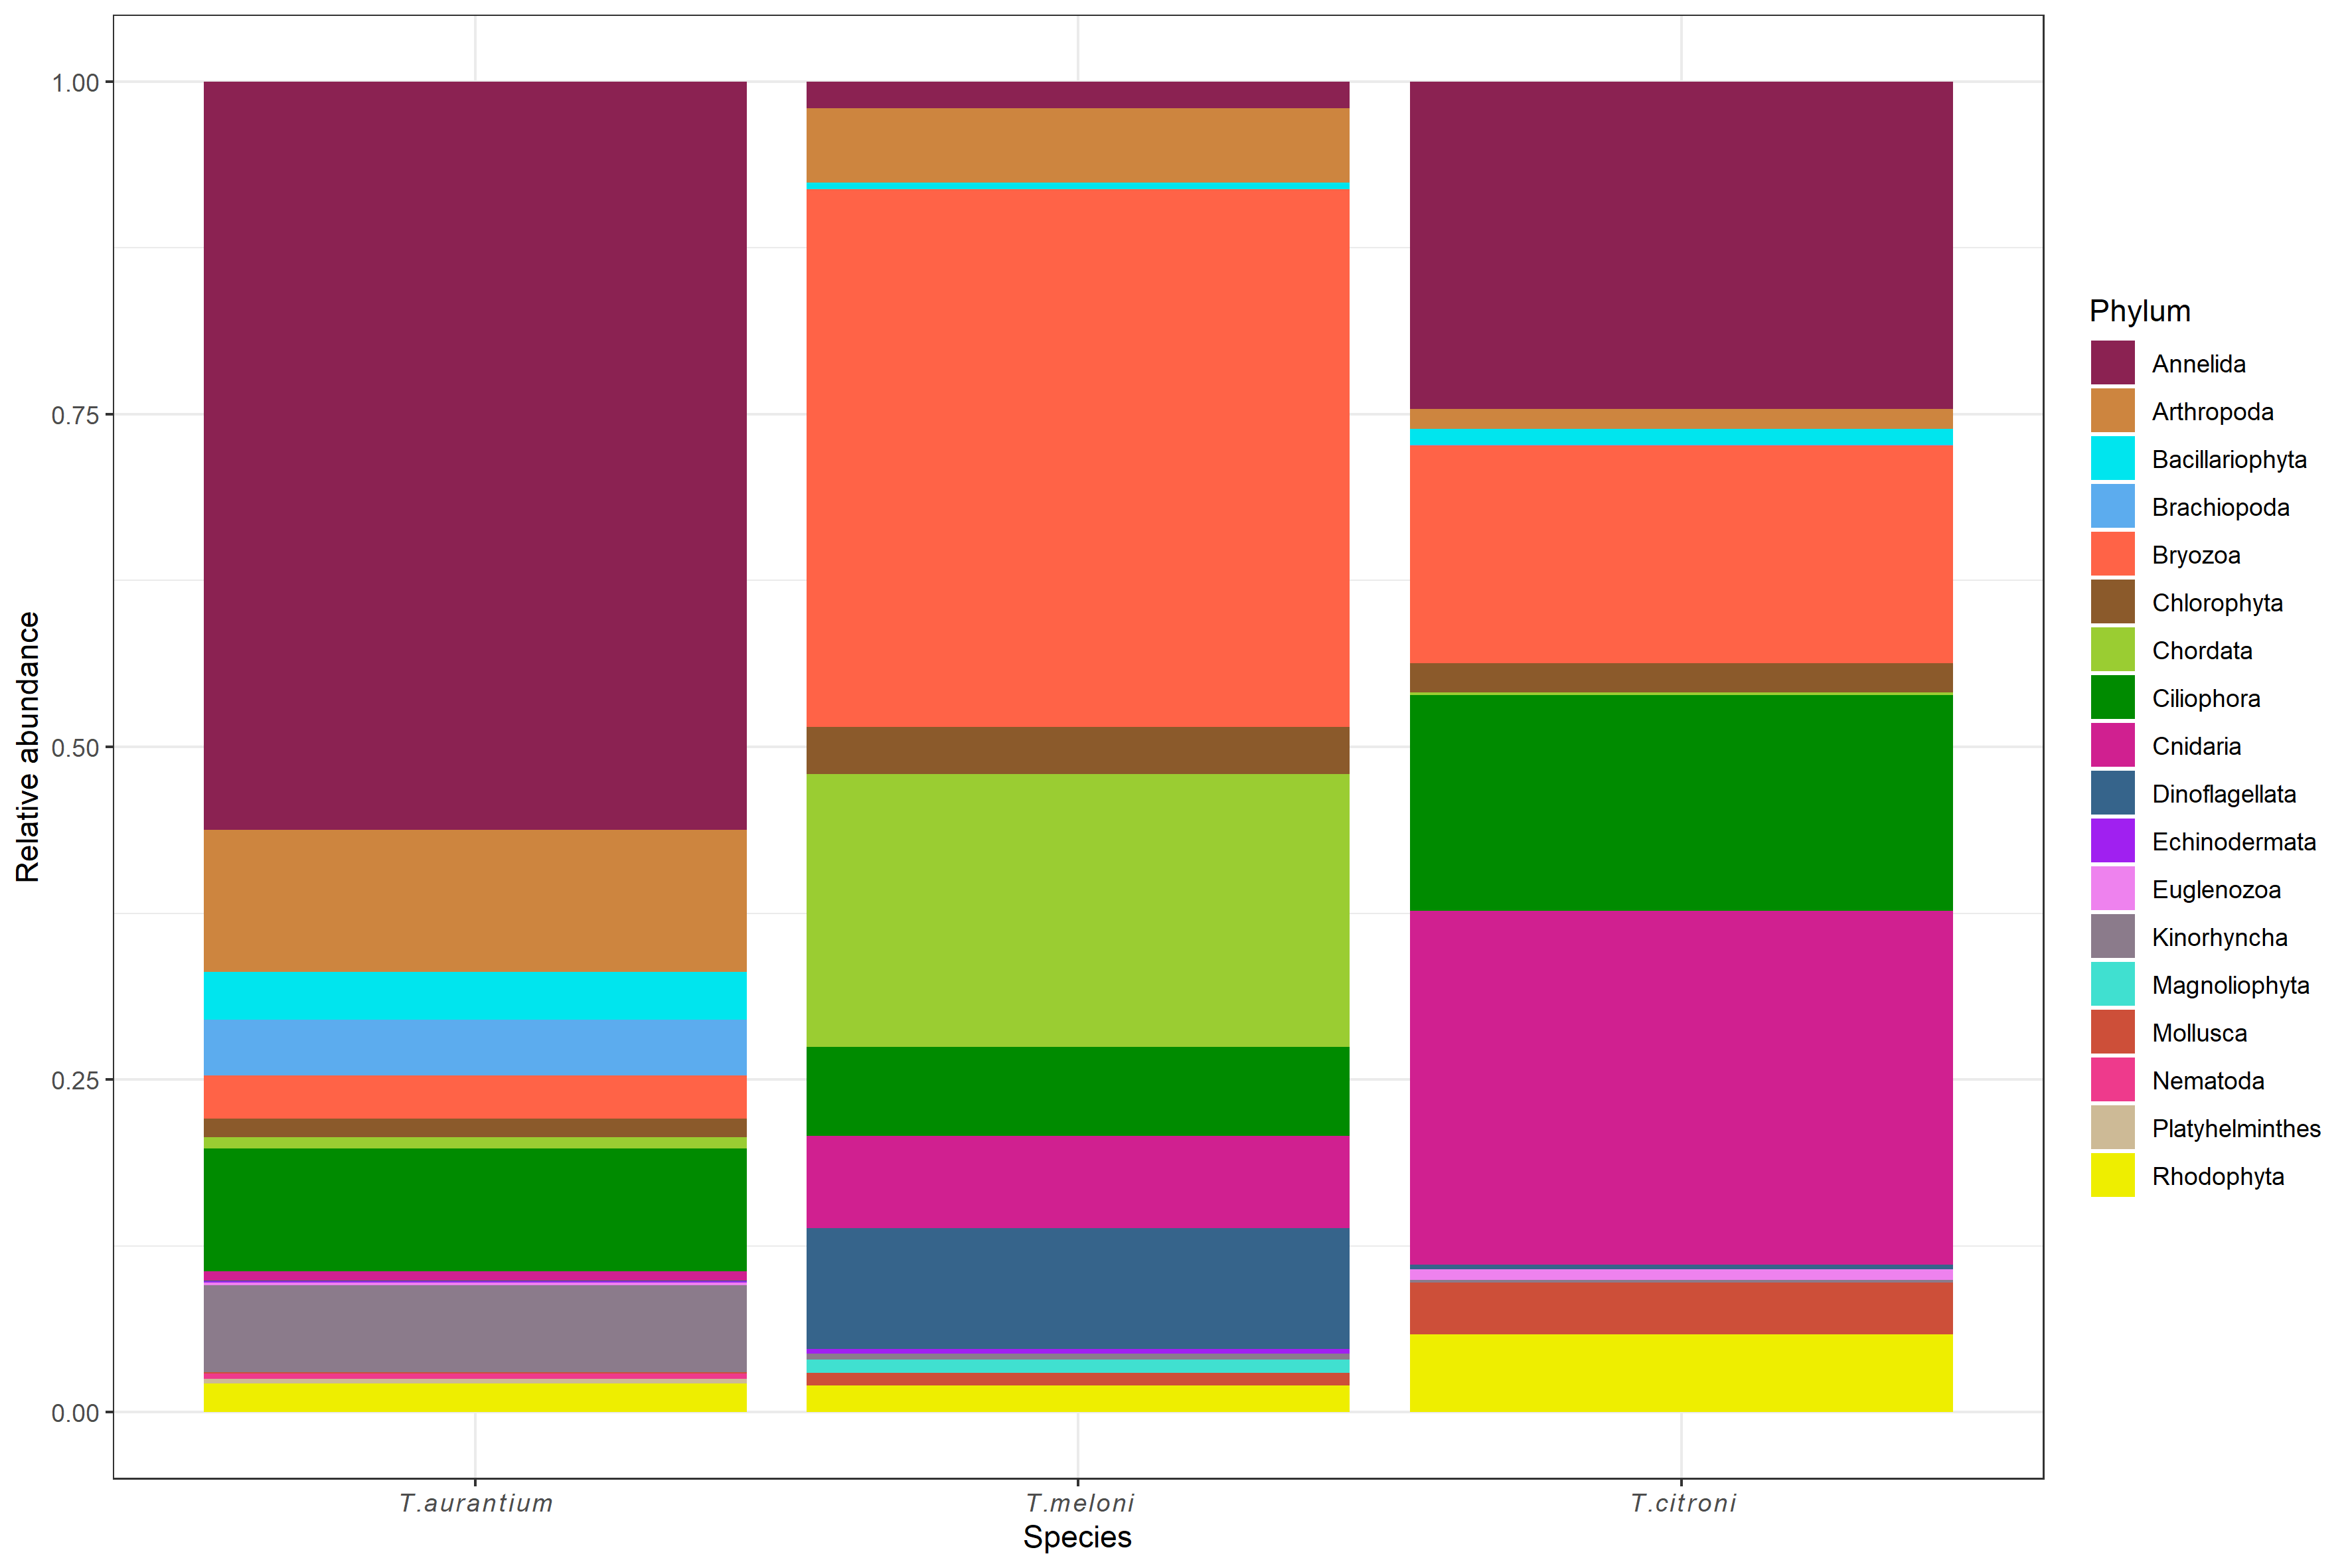 Relative abundance
1.00
0.75
0.50
0.25
0.00
T.aurantium
T.meloni
T.citroni
Species
Phylum
Annelida
Arthropoda
Bacillariophyta
Brachiopoda
Bryozoa
Chlorophyta
Chordata
Ciliophora
Cnidaria
Dinoflagellata
Echinodermata
Euglenozoa
Kinorhyncha
Magnoliophyta
Mollusca
Nematoda
Platyhelminthes
Rhodophyta